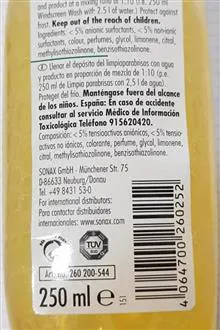 and product at a mixing ratio of 1:10 (i.e. 250 ml
Windscreen Wash with 2.5 l of water.) Protect against
frost. Keep out of the reach of children.
<5% anionic surfactants, <5% non-
ionic surfactants, colour, perfumes, glycol, limonene, citral,
methylisothiazolinone, benzisothiazolinone.
Llenar el depósito del limpiaparabrisas con agua
y producto en proporción de mezcla de 1:10 (p.ej.
250 ml de Limpia parabrisas con 2,5 l de agua).
Proteger del frío. Manténgase fuera del alcance
de los niños. España: En caso de accidente
consultar al servicio Médico de Información
Toxicológica Teléfono 915620420.
Composición: <5% tensioactivos aniónicos, <5% tensio-
activos no iónicos, colorante, perfume, glycol, limonene,
citral, methylisothiazolinone, benzisothiazolinone.
SONAX GmbH · Münchener Str. 75
D-86633 Neuburg/Donau
Tel. +49 8431 53-0
For international distributors:
Para contactar distribuidores
internacionales:
www.sonax.com
TÜV
SÜD
Art.no. 260 200-544
250 ml e
151
4 064700 260252